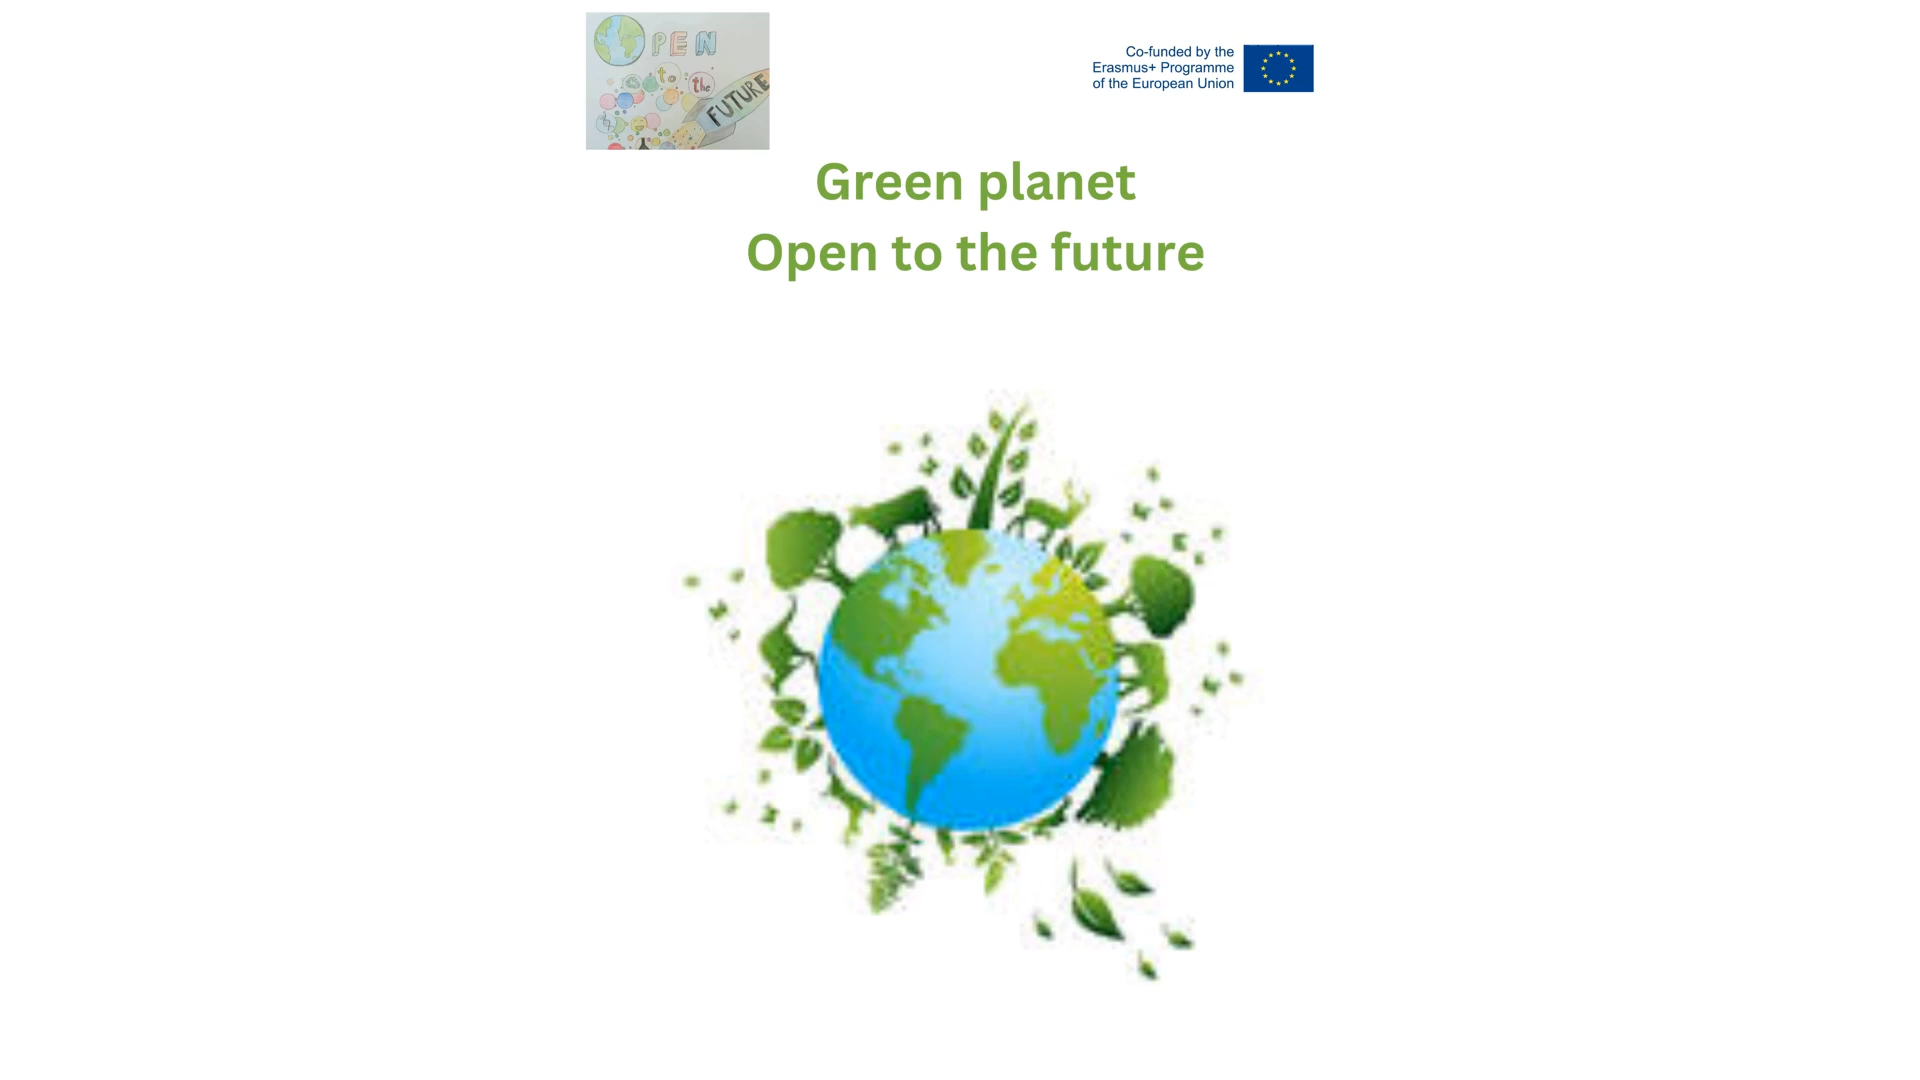 OPEN
to the
FUTURE
Co-funded by the
Erasmus+ Programme
of the European Union
Green planet
Open to the future